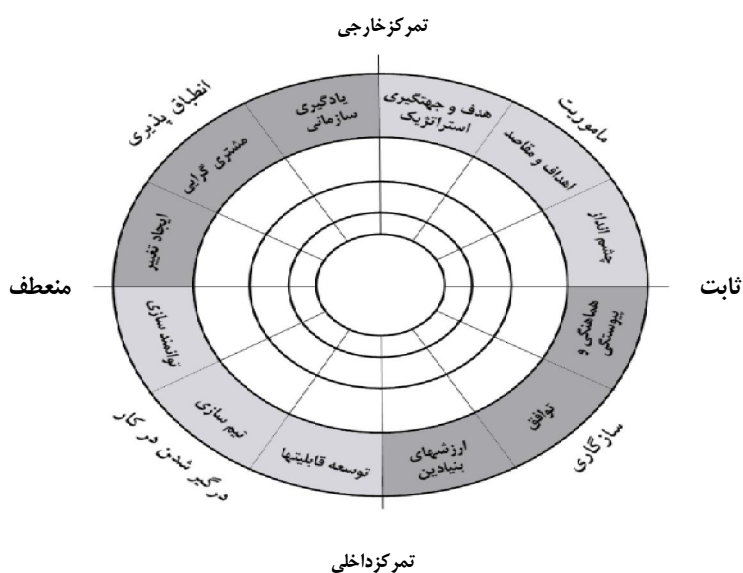 تمرکزخارجی
ماموریت
هدف و جهتگیری
استراتژیک
اهداف و مقاصد
چشم انداز
انطباق پذیری
یادگیری
سازمانی
مشتری گرایی
ایجاد تغییر
ثابت
منعطف
هماهنگی و
پیوستگی
توافق
ارزشهای
بنیادین
سازگاری
توانمند سازی
تیم سازی
توسعه قابلیتها
درگیر شدن در کار
تمرکزداخلی